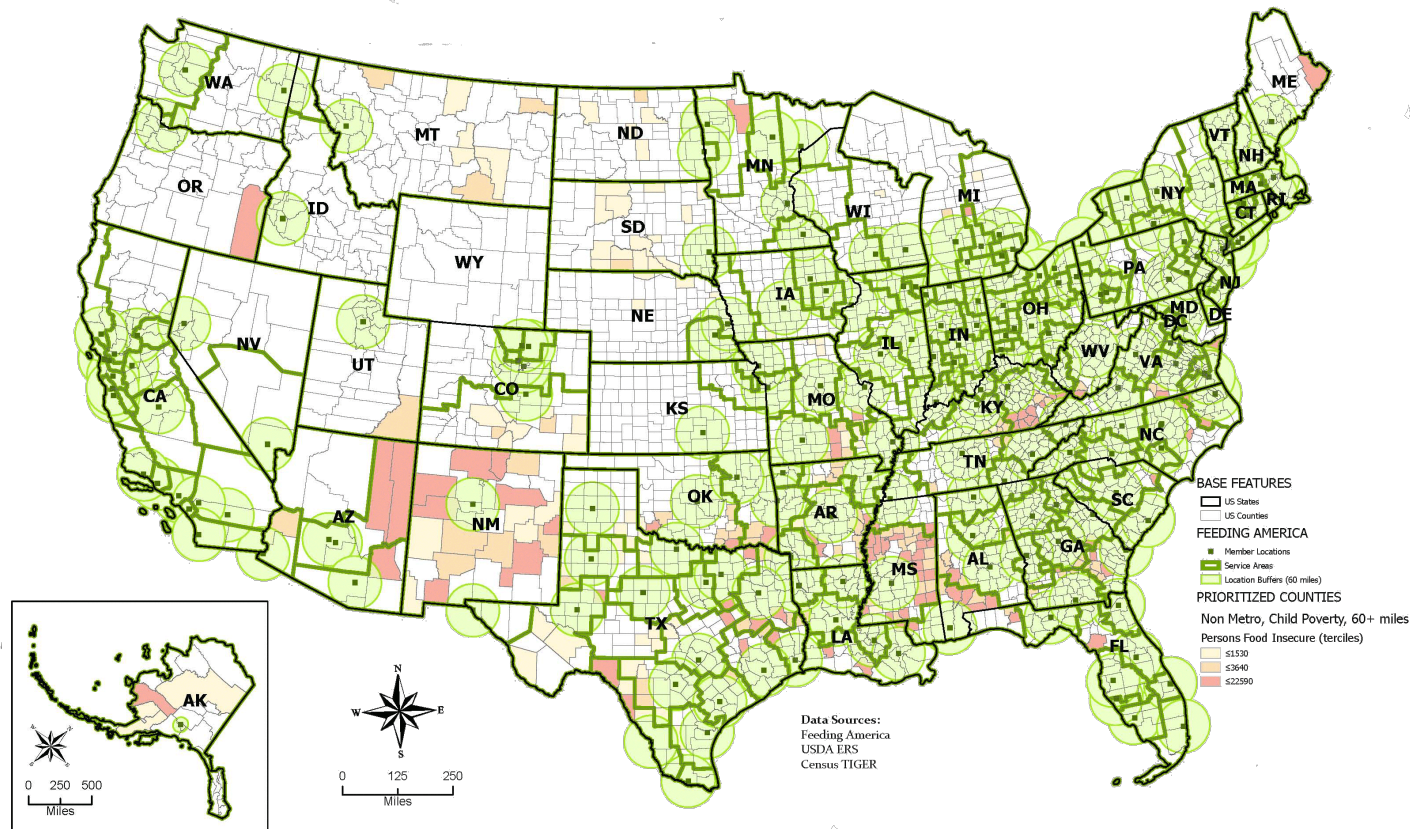 WA
OR
ID
MT
ND
MN
SD
WY
NE
IA
WI
MI
NV
UT
CO
KS
MO
IL
IN
OH
KY
WV
VA
PA
NY
VT
NH
ME
MA
RI
CT
NJ
MD
DE
DC
CA
AZ
NM
OK
AR
TN
NC
SC
GA
AL
MS
LA
TX
FL
AK
BASE FEATURES
US States
US Counties
FEEDING AMERICA
Member Locations
Service Areas
Location Buffers (60 miles)
PRIORITIZED COUNTIES
Non Metro, Child Poverty, 60+ miles
Persons Food Insecure (terciles)
≤1530
≤3640
≤22590
Data Sources:
Feeding America
USDA ERS
Census TIGER
N
W E
S
0 125 250
Miles
0 250 500
Miles